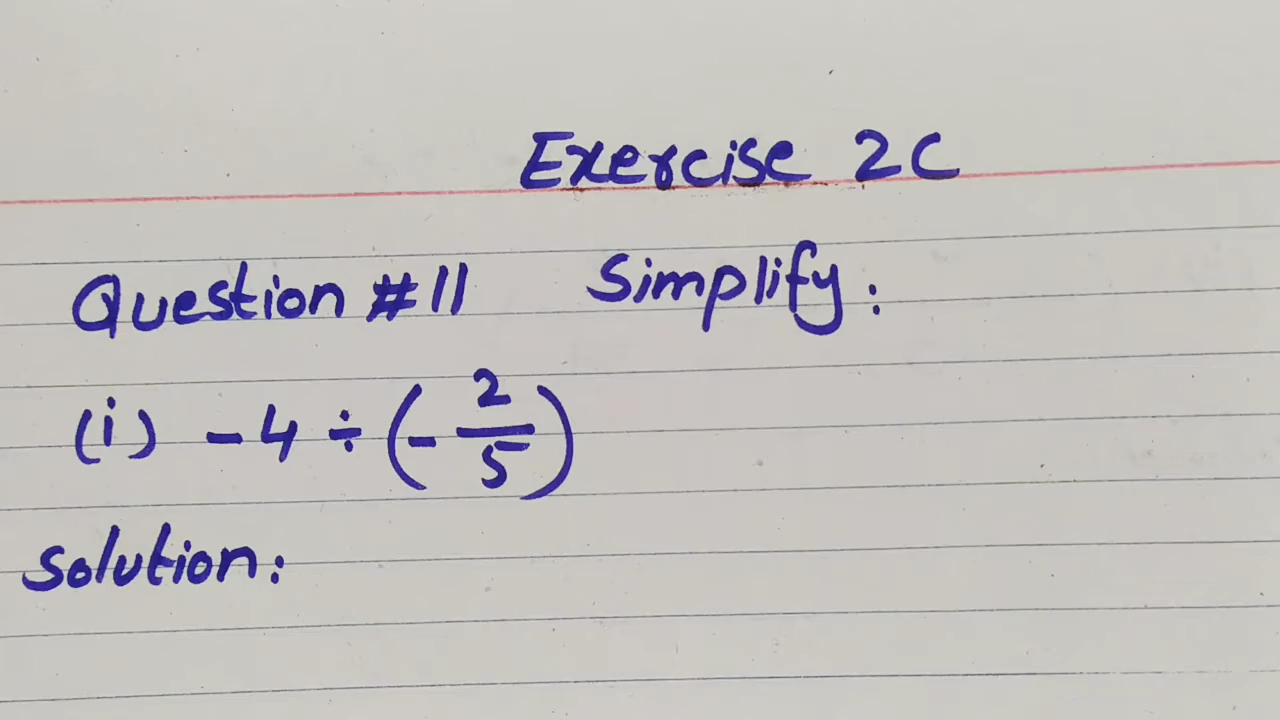 Exercise 2C
Question #11 Simplify:
(i) -4 ÷ (- 2/5)
Solution: